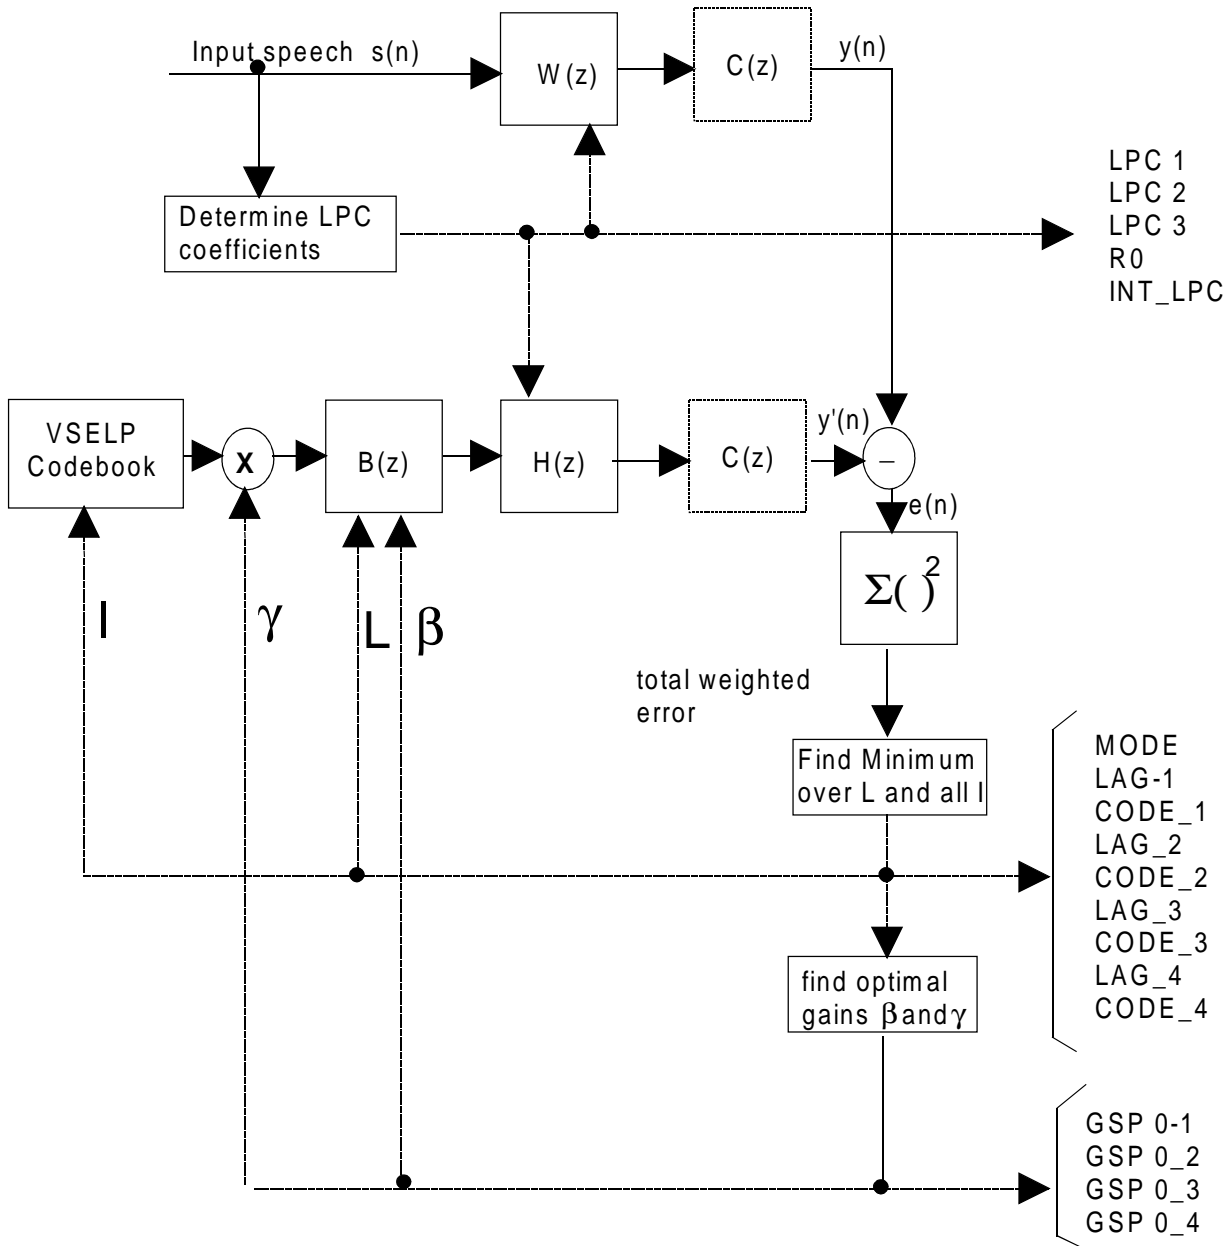 Input speech s(n)
W(z)
C(z)
y(n)
Determine LPC
coefficients
LPC 1
LPC 2
LPC 3
R0
INT_LPC
VSELP
Codebook
X
B(z)
H(z)
C(z)
y'(n)
−
e(n)
Σ( )²
I
γ
L
β
total weighted
error
Find Minimum
over L and all I
MODE
LAG-1
CODE_1
LAG_2
CODE_2
LAG_3
CODE_3
LAG_4
CODE_4
find optimal
gains β and γ
GSP 0-1
GSP 0_2
GSP 0_3
GSP 0_4